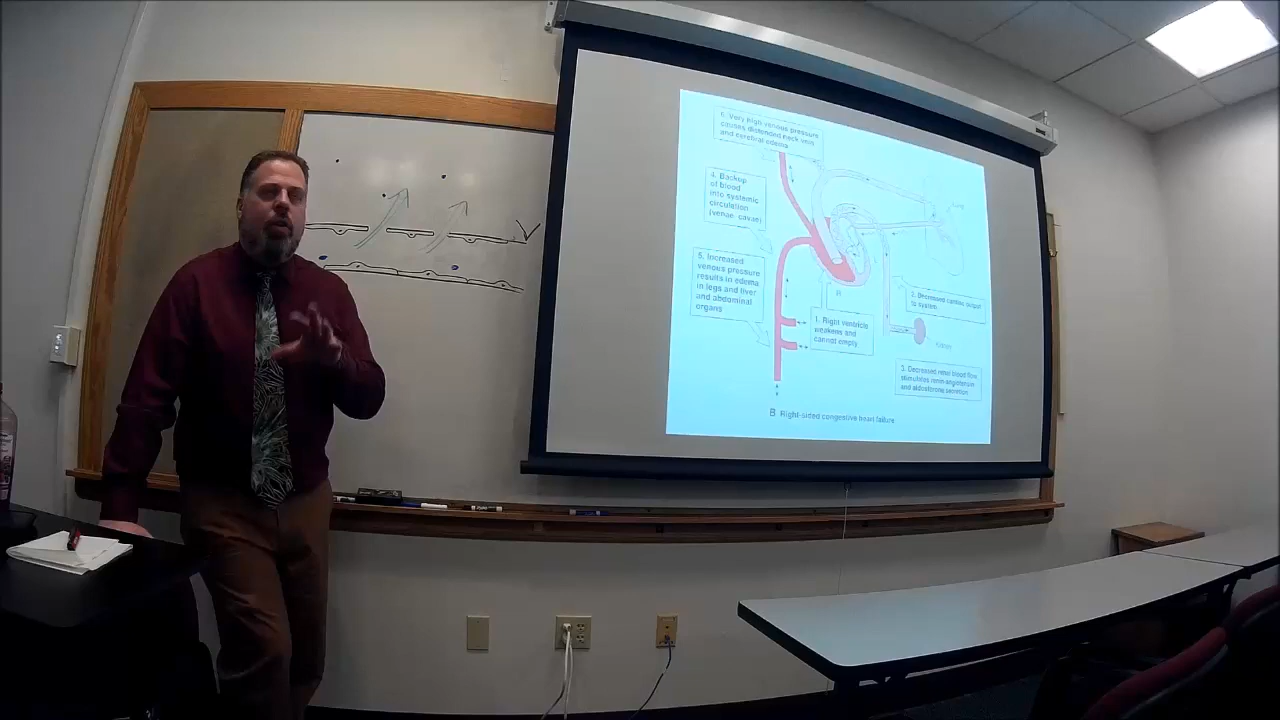 6. Very high venous pressure
causes distended neck veins
and cerebral edema
4. Backup
of blood
into systemic
circulation
(venae cavae)
5. Increased
venous pressure
results in edema
in legs and liver
and abdominal
organs
1. Right ventricle
weakens and
cannot empty
2. Decreased cardiac output
to system
Kidney
3. Decreased renal blood flow
stimulates renin-angiotensin
and aldosterone secretion
B Right-sided congestive heart failure